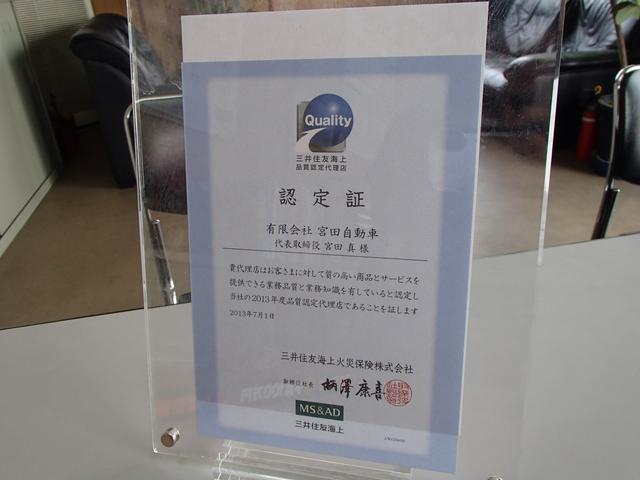 Quality
三井住友海上
品質認定代理店
認定証
有限会社 宮田自動車
代表取締役 宮田 真 様
貴代理店はお客さまに対して質の高い商品とサービスを
提供できる業務品質と業務知識を有していると認定し
当社の2013年度品質認定代理店であることを証します
2013年7月1日
三井住友海上火災保険株式会社
取締役社長 柄澤康喜
MS&AD
三井住友海上